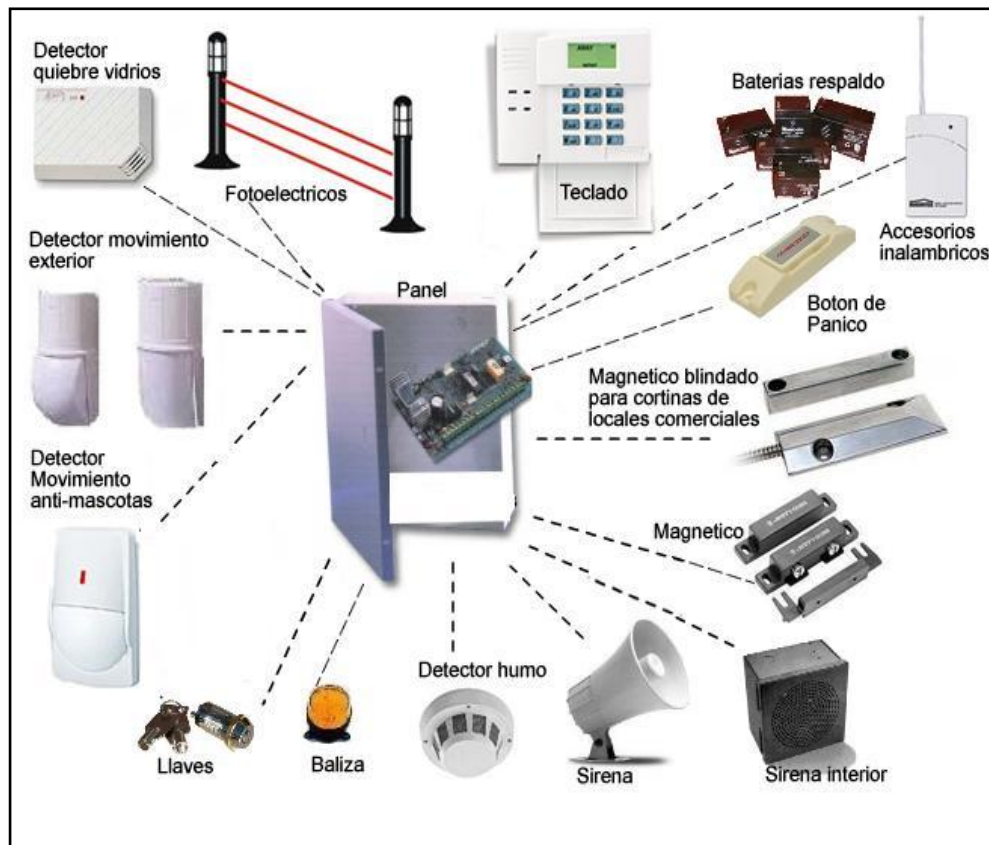 Detector
quiebre vidrios
Fotoelectricos
Teclado
Baterias respaldo
Accesorios
inalambricos
Detector movimiento
exterior
Panel
Boton de
Panico
Magnetico blindado
para cortinas de
locales comerciales
Detector
Movimiento
anti-mascotas
Magnetico
Detector humo
Llaves
Baliza
Sirena
Sirena interior